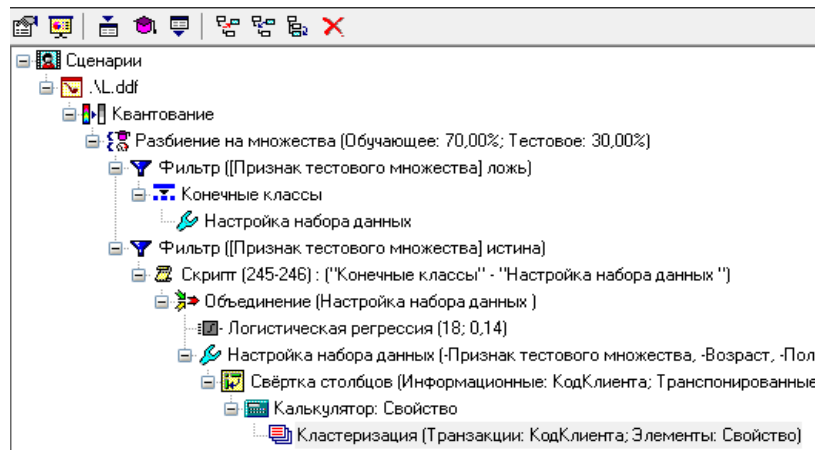 Сценарии
.\L.ddf
Квантование
Разбиение на множества (Обучающее: 70,00%; Тестовое: 30,00%)
Фильтр ([Признак тестового множества] ложь)
Конечные классы
Настройка набора данных
Фильтр ([Признак тестового множества] истина)
Скрипт (245-246) : ("Конечные классы" - "Настройка набора данных ")
Объединение (Настройка набора данных )
Логистическая регрессия (18; 0,14)
Настройка набора данных (-Признак тестового множества, -Возраст, -Пол
Свёртка столбцов (Информационные: КодКлиента; Транспонированные
Калькулятор: Свойство
Кластеризация (Транзакции: КодКлиента; Элементы: Свойство)